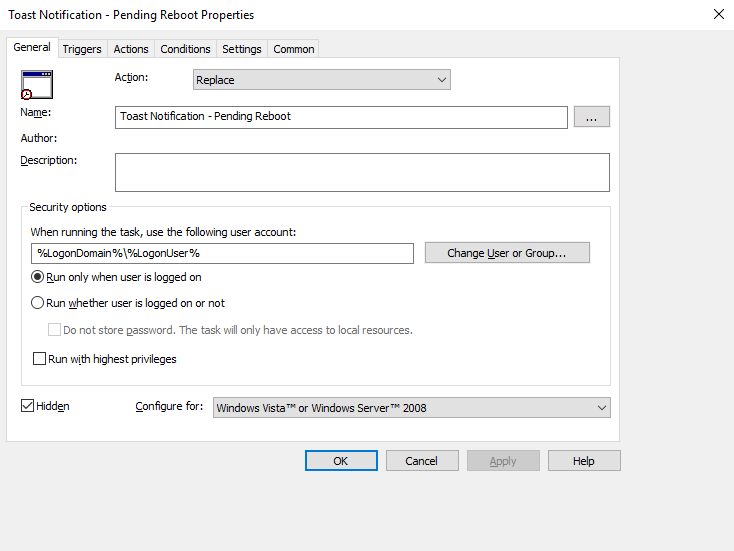 Toast Notification - Pending Reboot Properties
General Triggers Actions Conditions Settings Common
Action: Replace
Name: Toast Notification - Pending Reboot ...
Author:
Description:
Security options
When running the task, use the following user account:
%LogonDomain%\%LogonUser% Change User or Group...
Run only when user is logged on
Run whether user is logged on or not
Do not store password. The task will only have access to local resources.
Run with highest privileges
Hidden Configure for: Windows Vista™ or Windows Server™ 2008
OK Cancel Apply Help